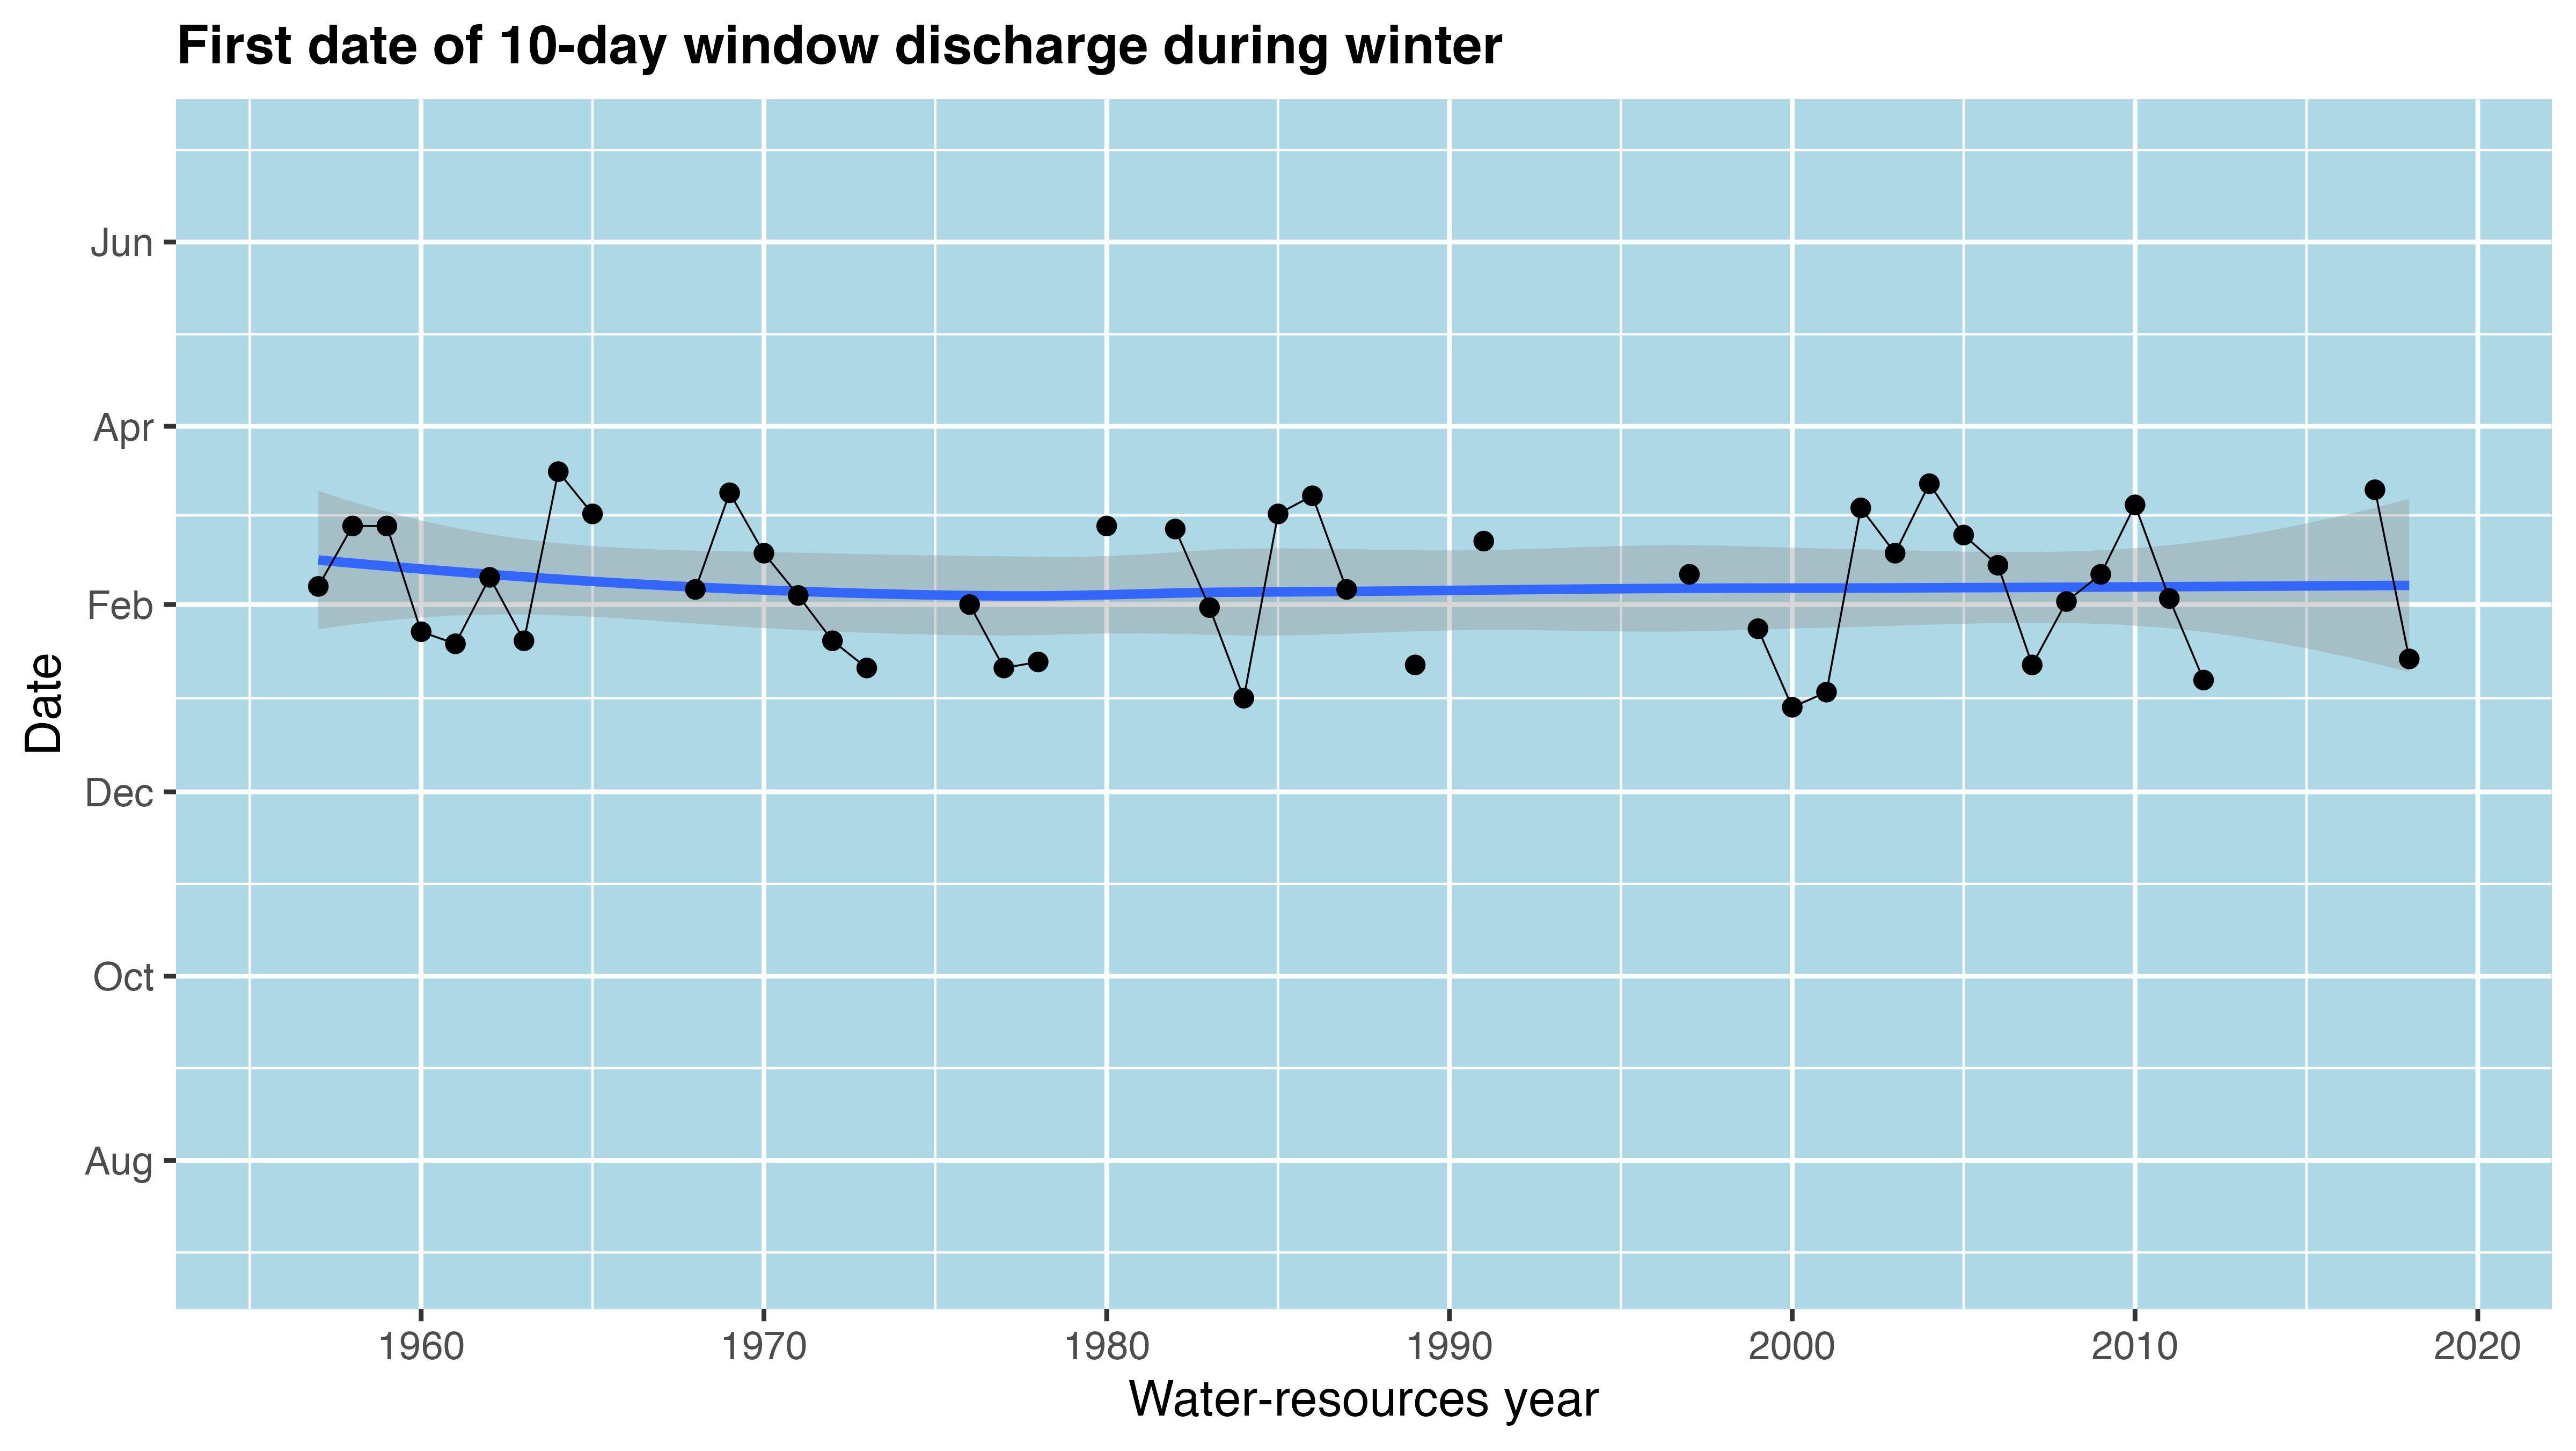 First date of 10-day window discharge during winter
Jun
Apr
Feb
Dec
Oct
Aug
Date
1960 1970 1980 1990 2000 2010 2020
Water-resources year